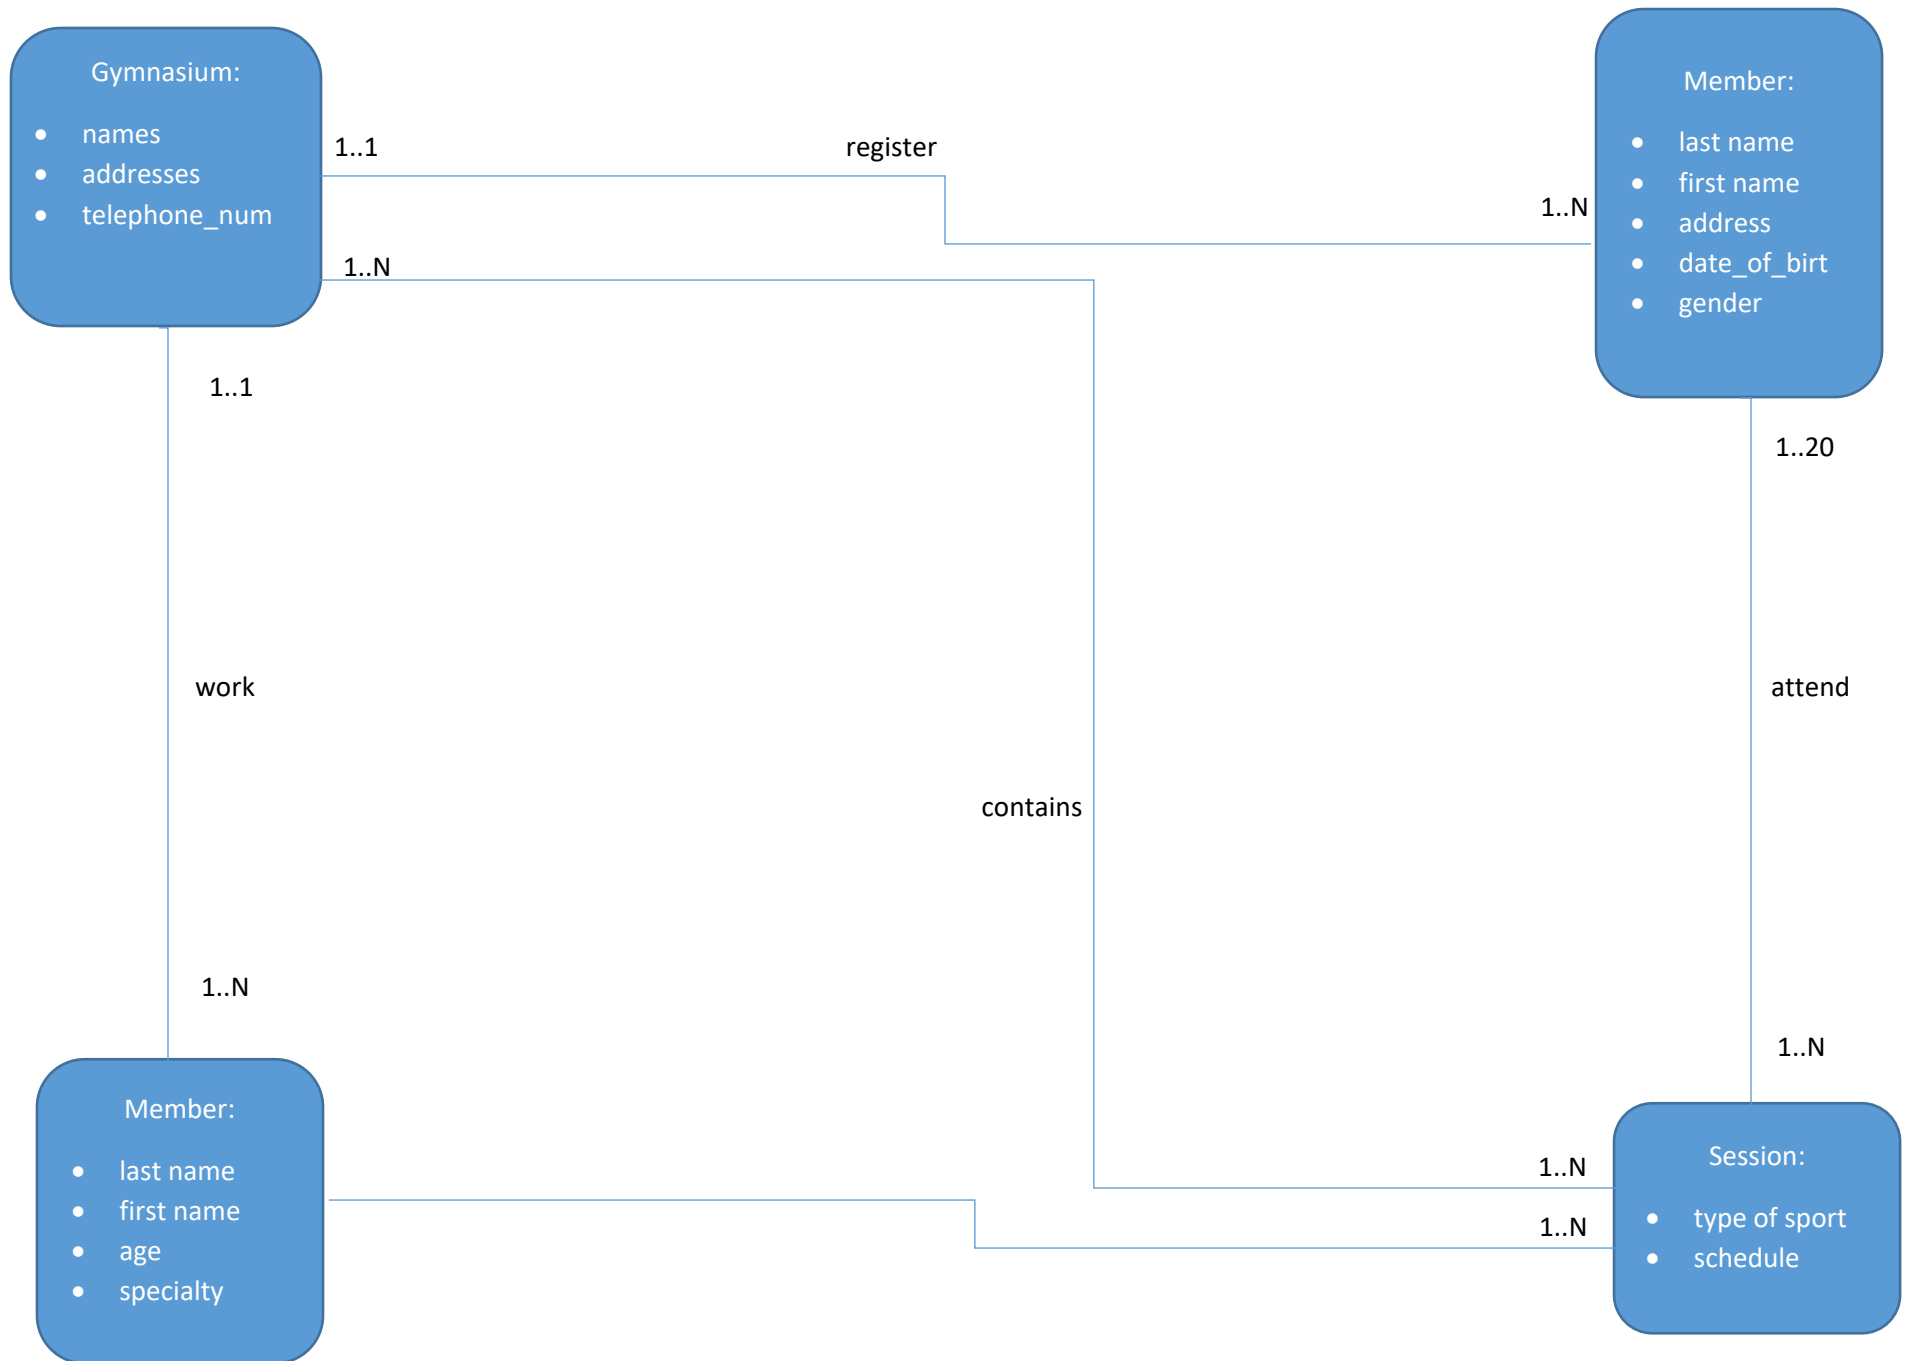 Gymnasium:
• names
• addresses
• telephone_num
1..1
register
1..N
Member:
• last name
• first name
• address
• date_of_birt
• gender
1..N
1..1
1..20
work
attend
contains
1..N
1..N
Member:
• last name
• first name
• age
• specialty
1..N
1..N
Session:
• type of sport
• schedule